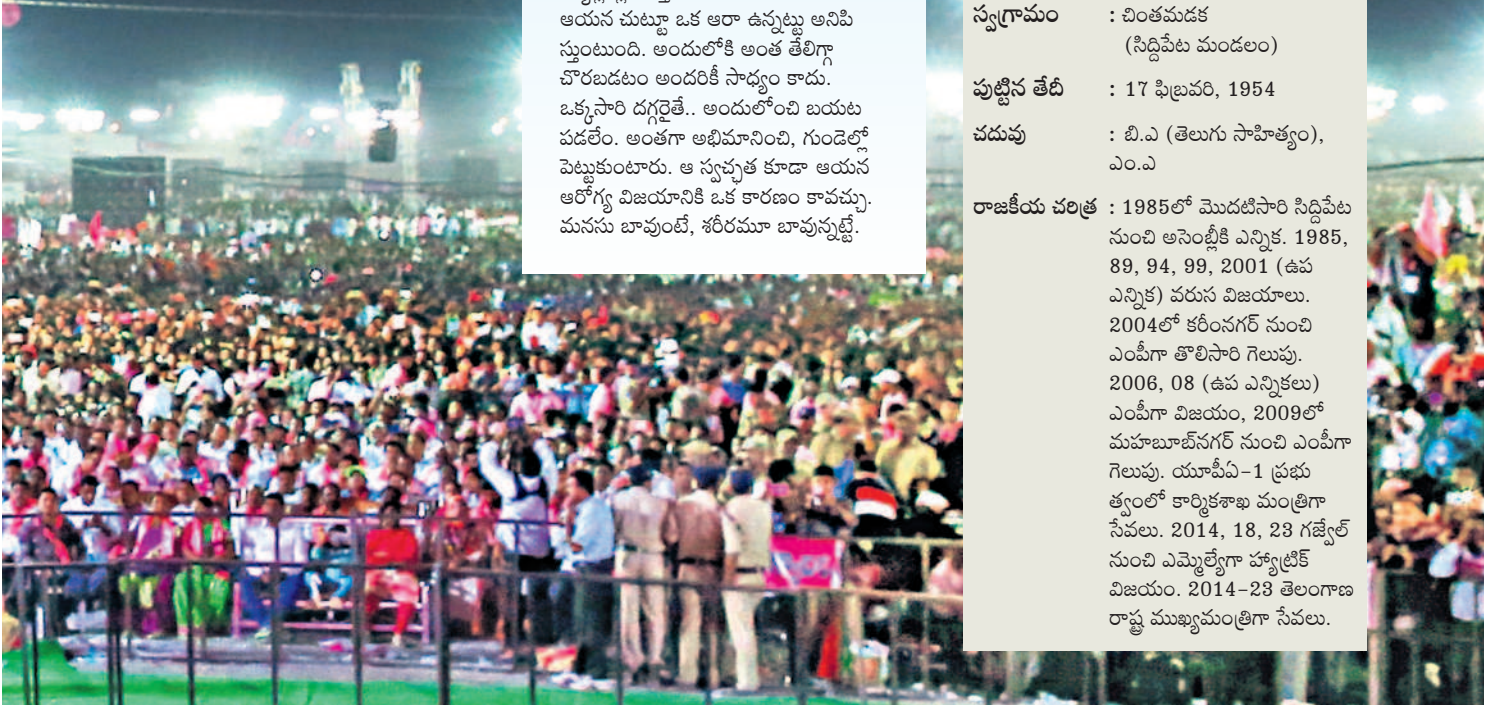 ఆయన చుట్టూ ఒక ఆరా ఉన్నట్టు అనిపి
స్తుంటుంది. అందులోకి అంత తేలిగ్గా
చొరబడటం అందరికీ సాధ్యం కాదు.
ఒక్కసారి దగ్గరైతే.. అందులోంచి బయట
పడలేం. అంతగా అభిమానించి, గుండెల్లో
పెట్టుకుంటారు. ఆ స్వచ్ఛత కూడా ఆయన
ఆరోగ్య విజయానికి ఒక కారణం కావచ్చు.
మనసు బావుంటే, శరీరమూ బావున్నట్టే.
స్వగ్రామం : చింతమడక
(సిద్దిపేట మండలం)
పుట్టిన తేదీ : 17 ఫిబ్రవరి, 1954
చదువు : బి.ఎ (తెలుగు సాహిత్యం),
ఎం.ఎ
రాజకీయ చరిత్ర : 1985లో మొదటిసారి సిద్దిపేట
నుంచి అసెంబ్లీకి ఎన్నిక. 1985,
89, 94, 99, 2001 (ఉప
ఎన్నిక) వరుస విజయాలు.
2004లో కరీంనగర్ నుంచి
ఎంపీగా తొలిసారి గెలుపు.
2006, 08 (ఉప ఎన్నికలు)
ఎంపీగా విజయం, 2009లో
మహబూబ్‌నగర్ నుంచి ఎంపీగా
గెలుపు. యూపీఏ-1 ప్రభు
త్వంలో కార్మికశాఖ మంత్రిగా
సేవలు. 2014, 18, 23 గజ్వేల్
నుంచి ఎమ్మెల్యేగా హ్యాట్రిక్
విజయం. 2014-23 తెలంగాణ
రాష్ట్ర ముఖ్యమంత్రిగా సేవలు.